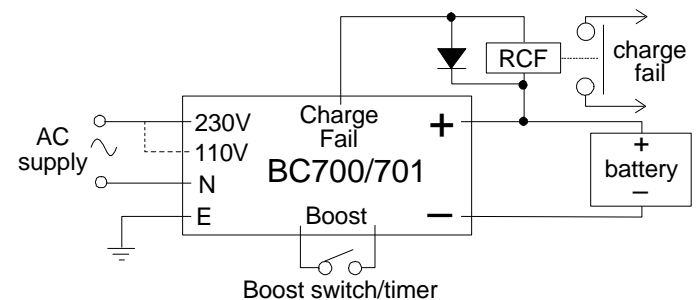 RCF
charge
fail
AC
supply
230V
110V
N
E
Charge
Fail
BC700/701
Boost
+
−
+
battery
−
Boost switch/timer